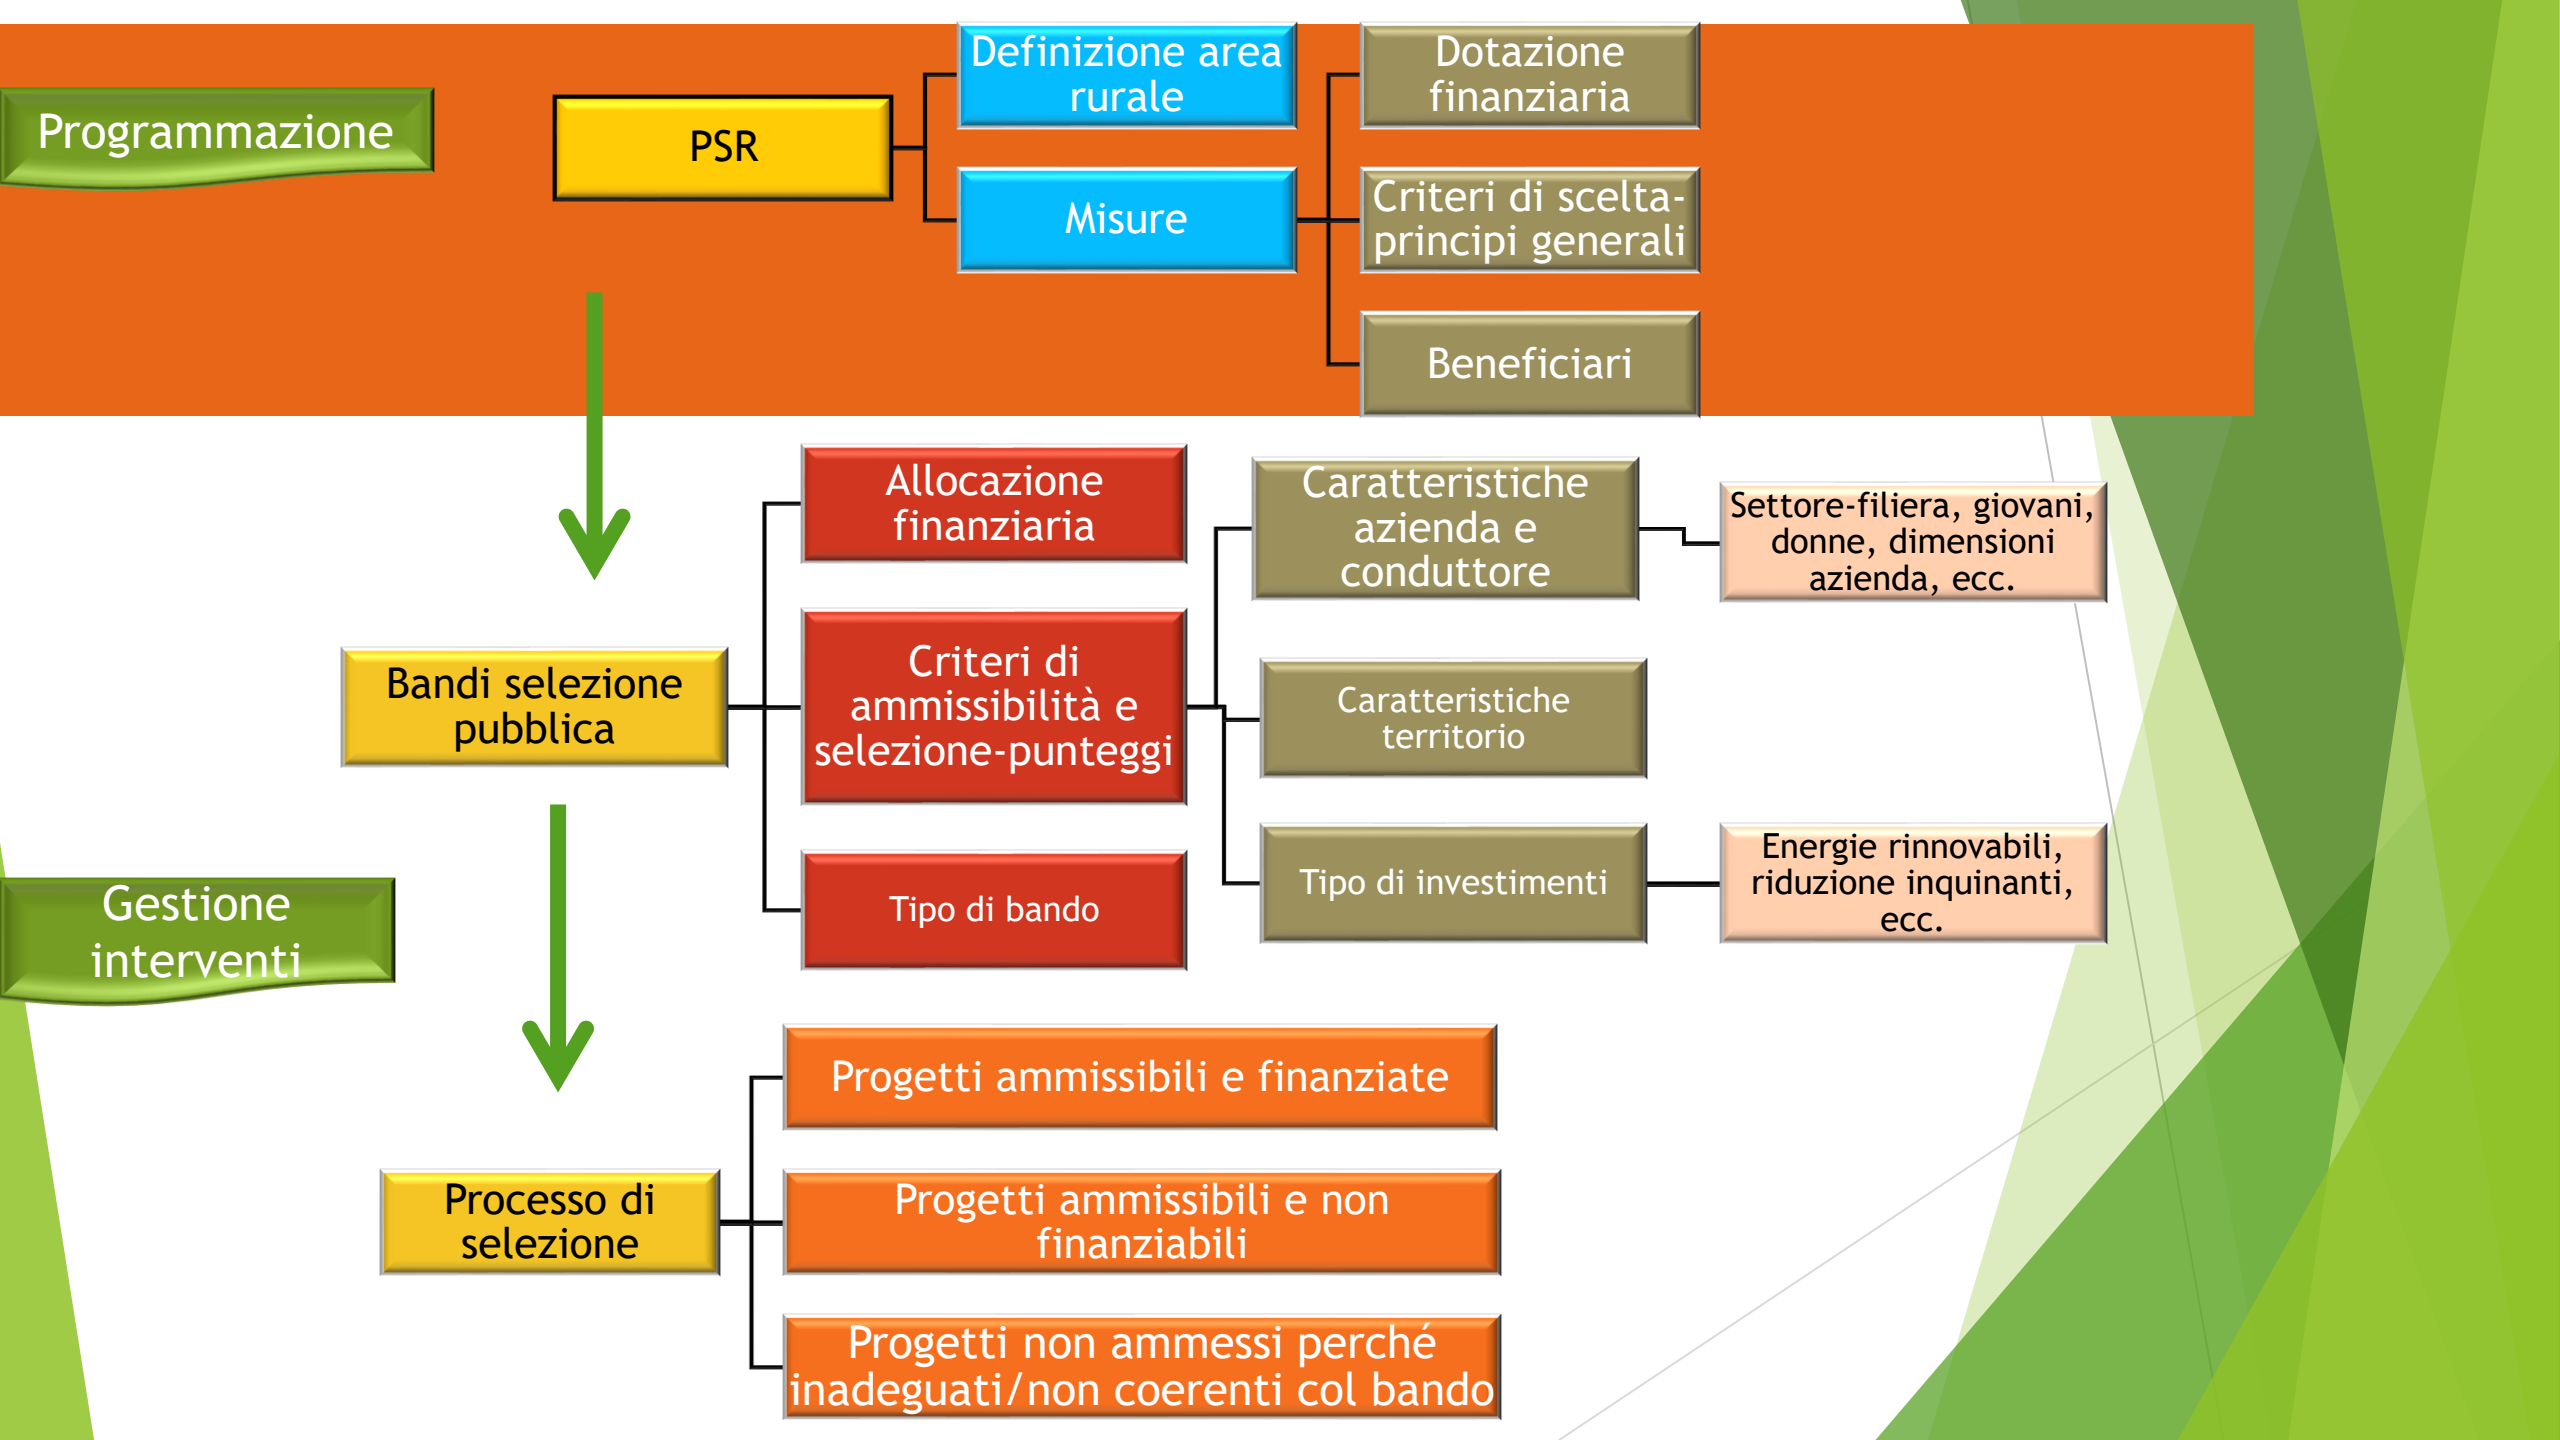 Programmazione
PSR
Definizione area
rurale
Misure
Dotazione
finanziaria
Criteri di scelta-
principi generali
Beneficiari
Bandi selezione
pubblica
Allocazione
finanziaria
Criteri di
ammissibilità e
selezione-punteggi
Tipo di bando
Caratteristiche
azienda e
conduttore
Settore-filiera, giovani,
donne, dimensioni
azienda, ecc.
Caratteristiche
territorio
Tipo di investimenti
Energie rinnovabili,
riduzione inquinanti,
ecc.
Gestione
interventi
Processo di
selezione
Progetti ammissibili e finanziate
Progetti ammissibili e non
finanziabili
Progetti non ammessi perché
inadeguati/non coerenti col bando